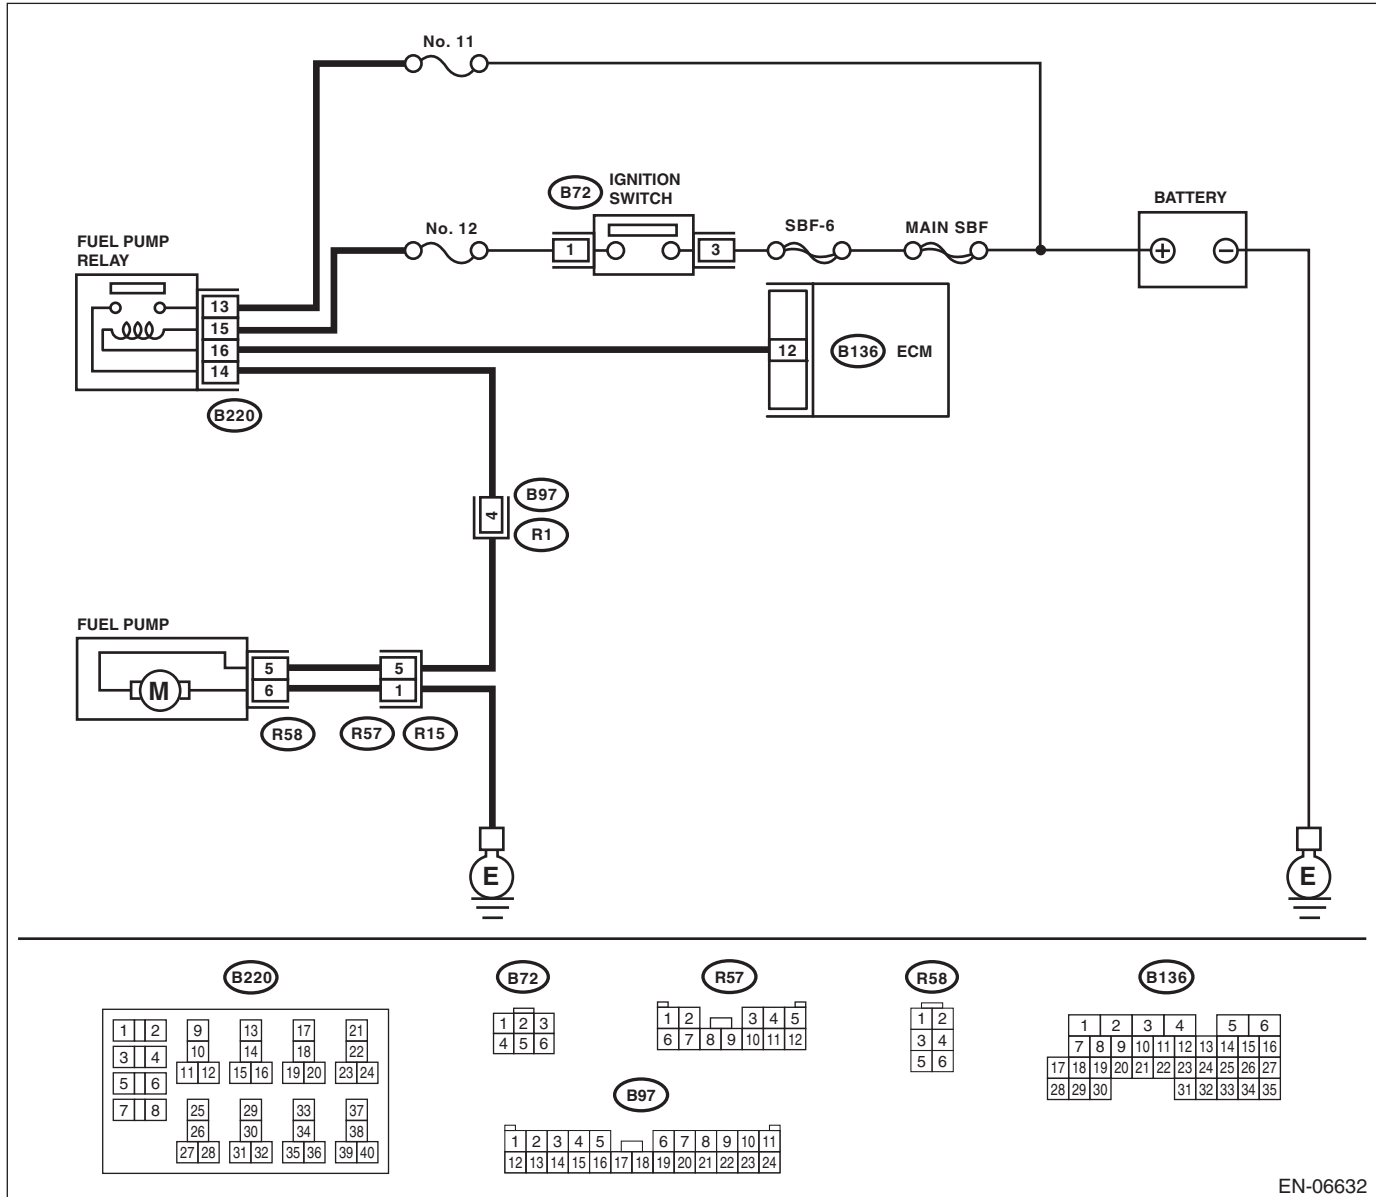 No. 11
B72
IGNITION
SWITCH
No. 12
1
3
SBF-6
MAIN SBF
BATTERY
+
−
FUEL PUMP
RELAY
13
15
16
14
B220
12
B136
ECM
4
B97
R1
FUEL PUMP
M
5
6
5
1
R58
R57
R15
E
E
B220
1 2
3 4
5 6
7 8
9
10
11 12
13
14
15 16
17
18
19 20
21
22
23 24
25
26
27 28
29
30
31 32
33
34
35 36
37
38
39 40
B72
1 2 3
4 5 6
R57
1 2 3 4 5
6 7 8 9 10 11 12
R58
1 2
3 4
5 6
B136
1 2 3 4 5 6
7 8 9 10 11 12 13 14 15 16
17 18 19 20 21 22 23 24 25 26 27
28 29 30 31 32 33 34 35
B97
1 2 3 4 5 6 7 8 9 10 11
12 13 14 15 16 17 18 19 20 21 22 23 24
EN-06632